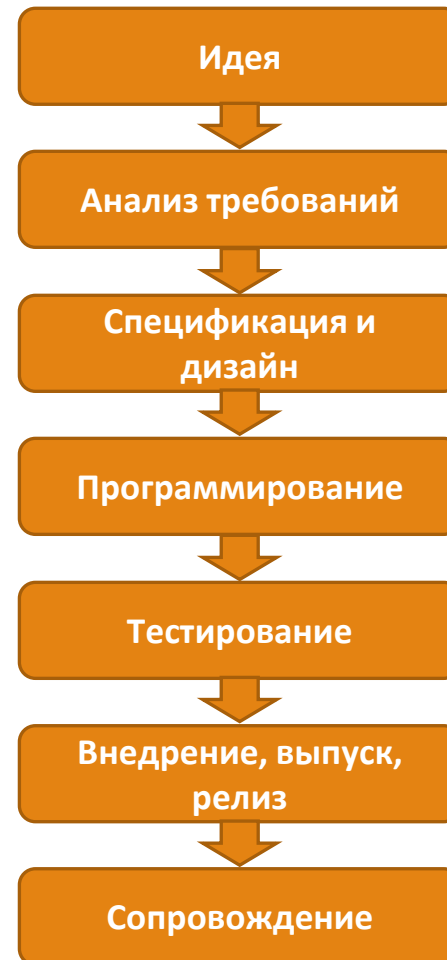 Идея
Анализ требований
Спецификация и
дизайн
Программирование
Тестирование
Внедрение, выпуск,
релиз
Сопровождение